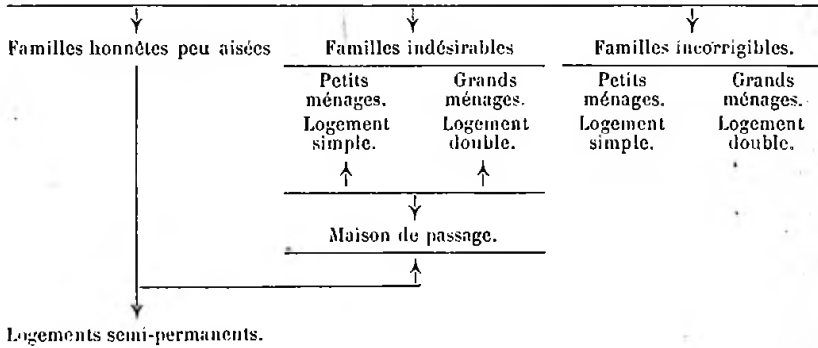 Familles honnêtes peu aisées
Familles indésirables
Familles incorrigibles.
Petits ménages.
Logement simple.
Grands ménages.
Logement double.
Petits ménages.
Logement simple.
Grands ménages.
Logement double.
Maison de passage.
Logements semi-permanents.